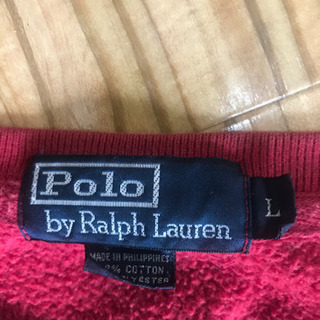 Polo
by Ralph Lauren
L
MADE IN PHILIPPINES
% COTTON